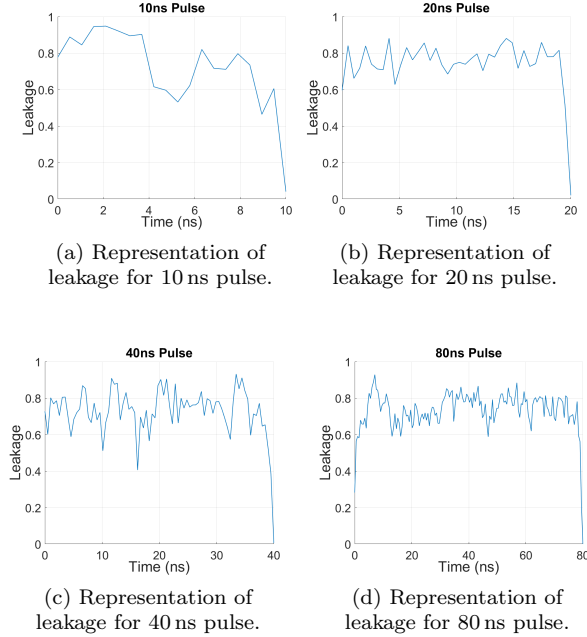 10ns Pulse
1
0.8
0.6
0.4
0.2
0
Leakage
0 2 4 6 8 10
Time (ns)
(a) Representation of
leakage for 10 ns pulse.
20ns Pulse
1
0.8
0.6
0.4
0.2
0
Leakage
0 5 10 15 20
Time (ns)
(b) Representation of
leakage for 20 ns pulse.
40ns Pulse
1
0.8
0.6
0.4
0.2
0
Leakage
0 10 20 30 40
Time (ns)
(c) Representation of
leakage for 40 ns pulse.
80ns Pulse
1
0.8
0.6
0.4
0.2
0
Leakage
0 20 40 60 80
Time (ns)
(d) Representation of
leakage for 80 ns pulse.